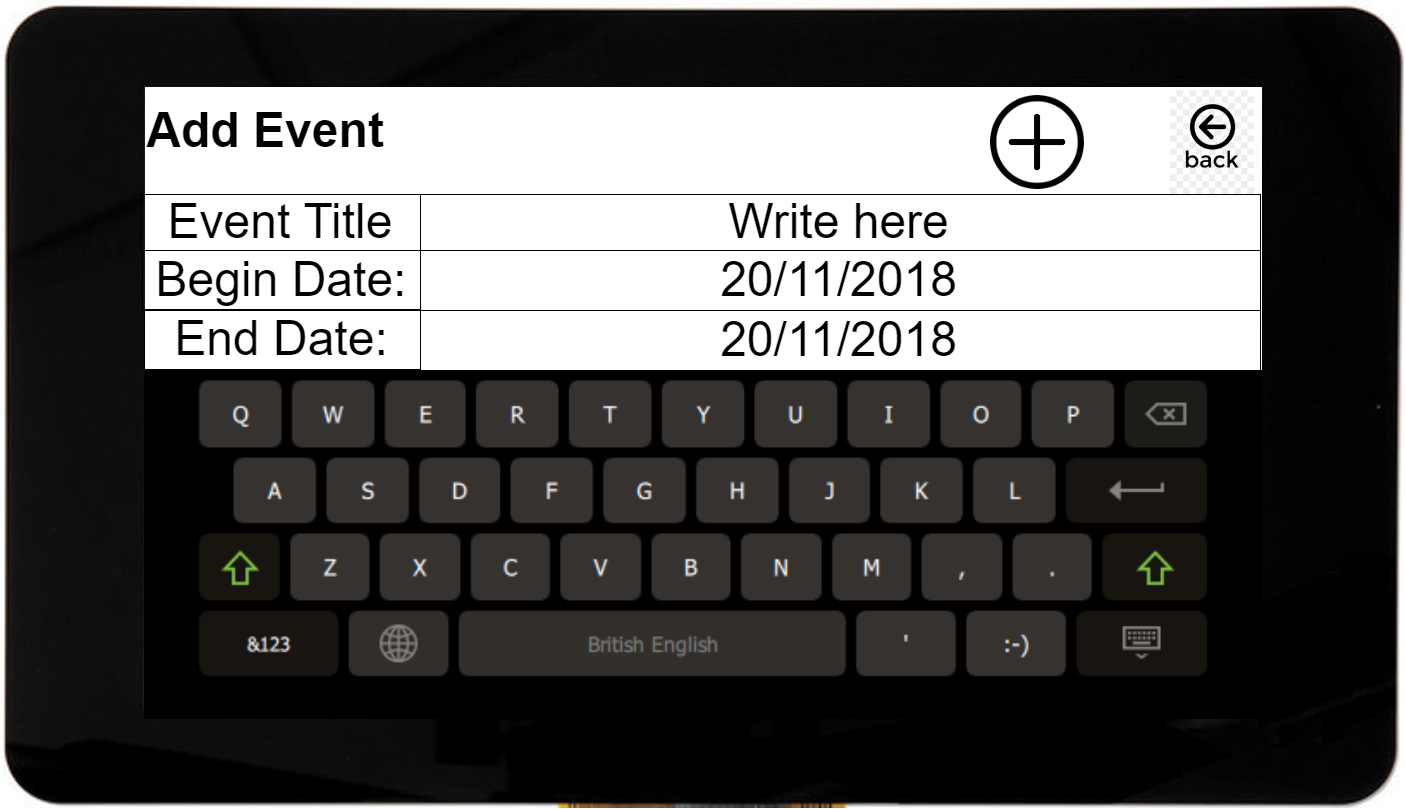 Add Event
back
Event Title Write here
Begin Date: 20/11/2018
End Date: 20/11/2018
Q W E R T Y U I O P
A S D F G H J K L
Z X C V B N M , .
&123 British English ' :-)